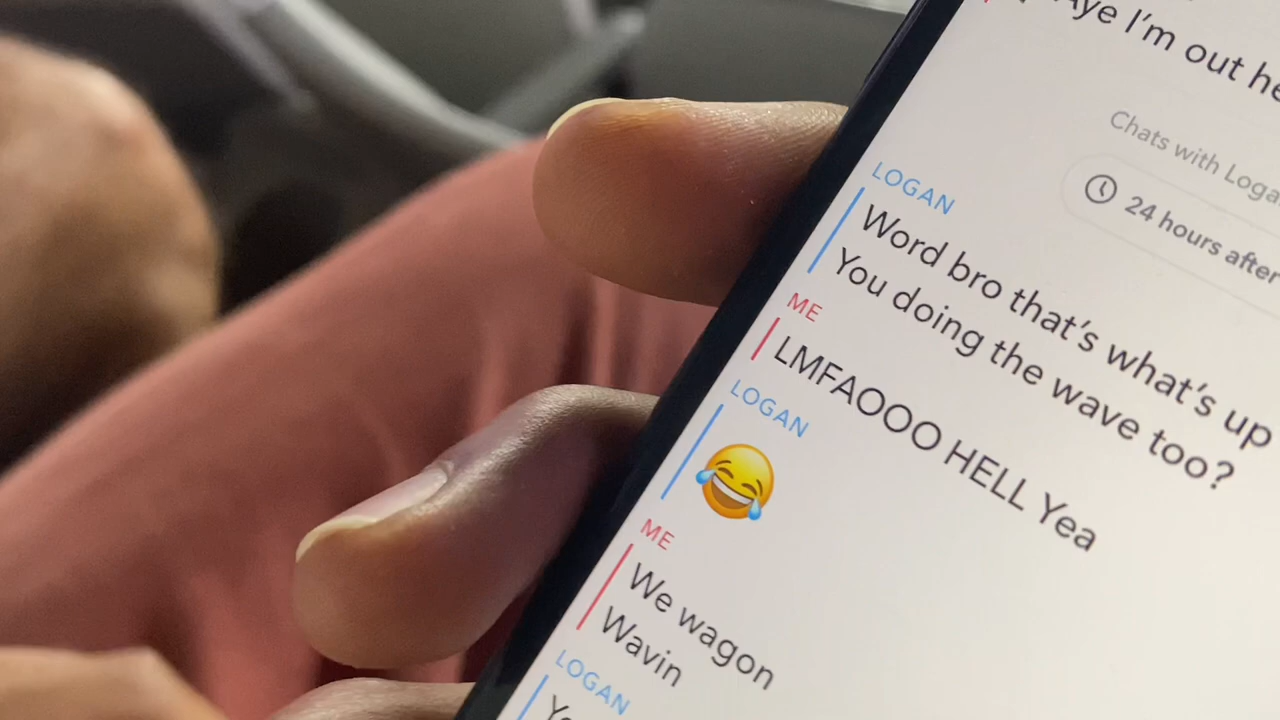 Aye I'm out he
Chats with Loga
24 hours after
LOGAN
Word bro that's what's up
You doing the wave too?
ME
LMFAOOO HELL Yea
LOGAN
😂
ME
We wagon
Wavin
LOGAN